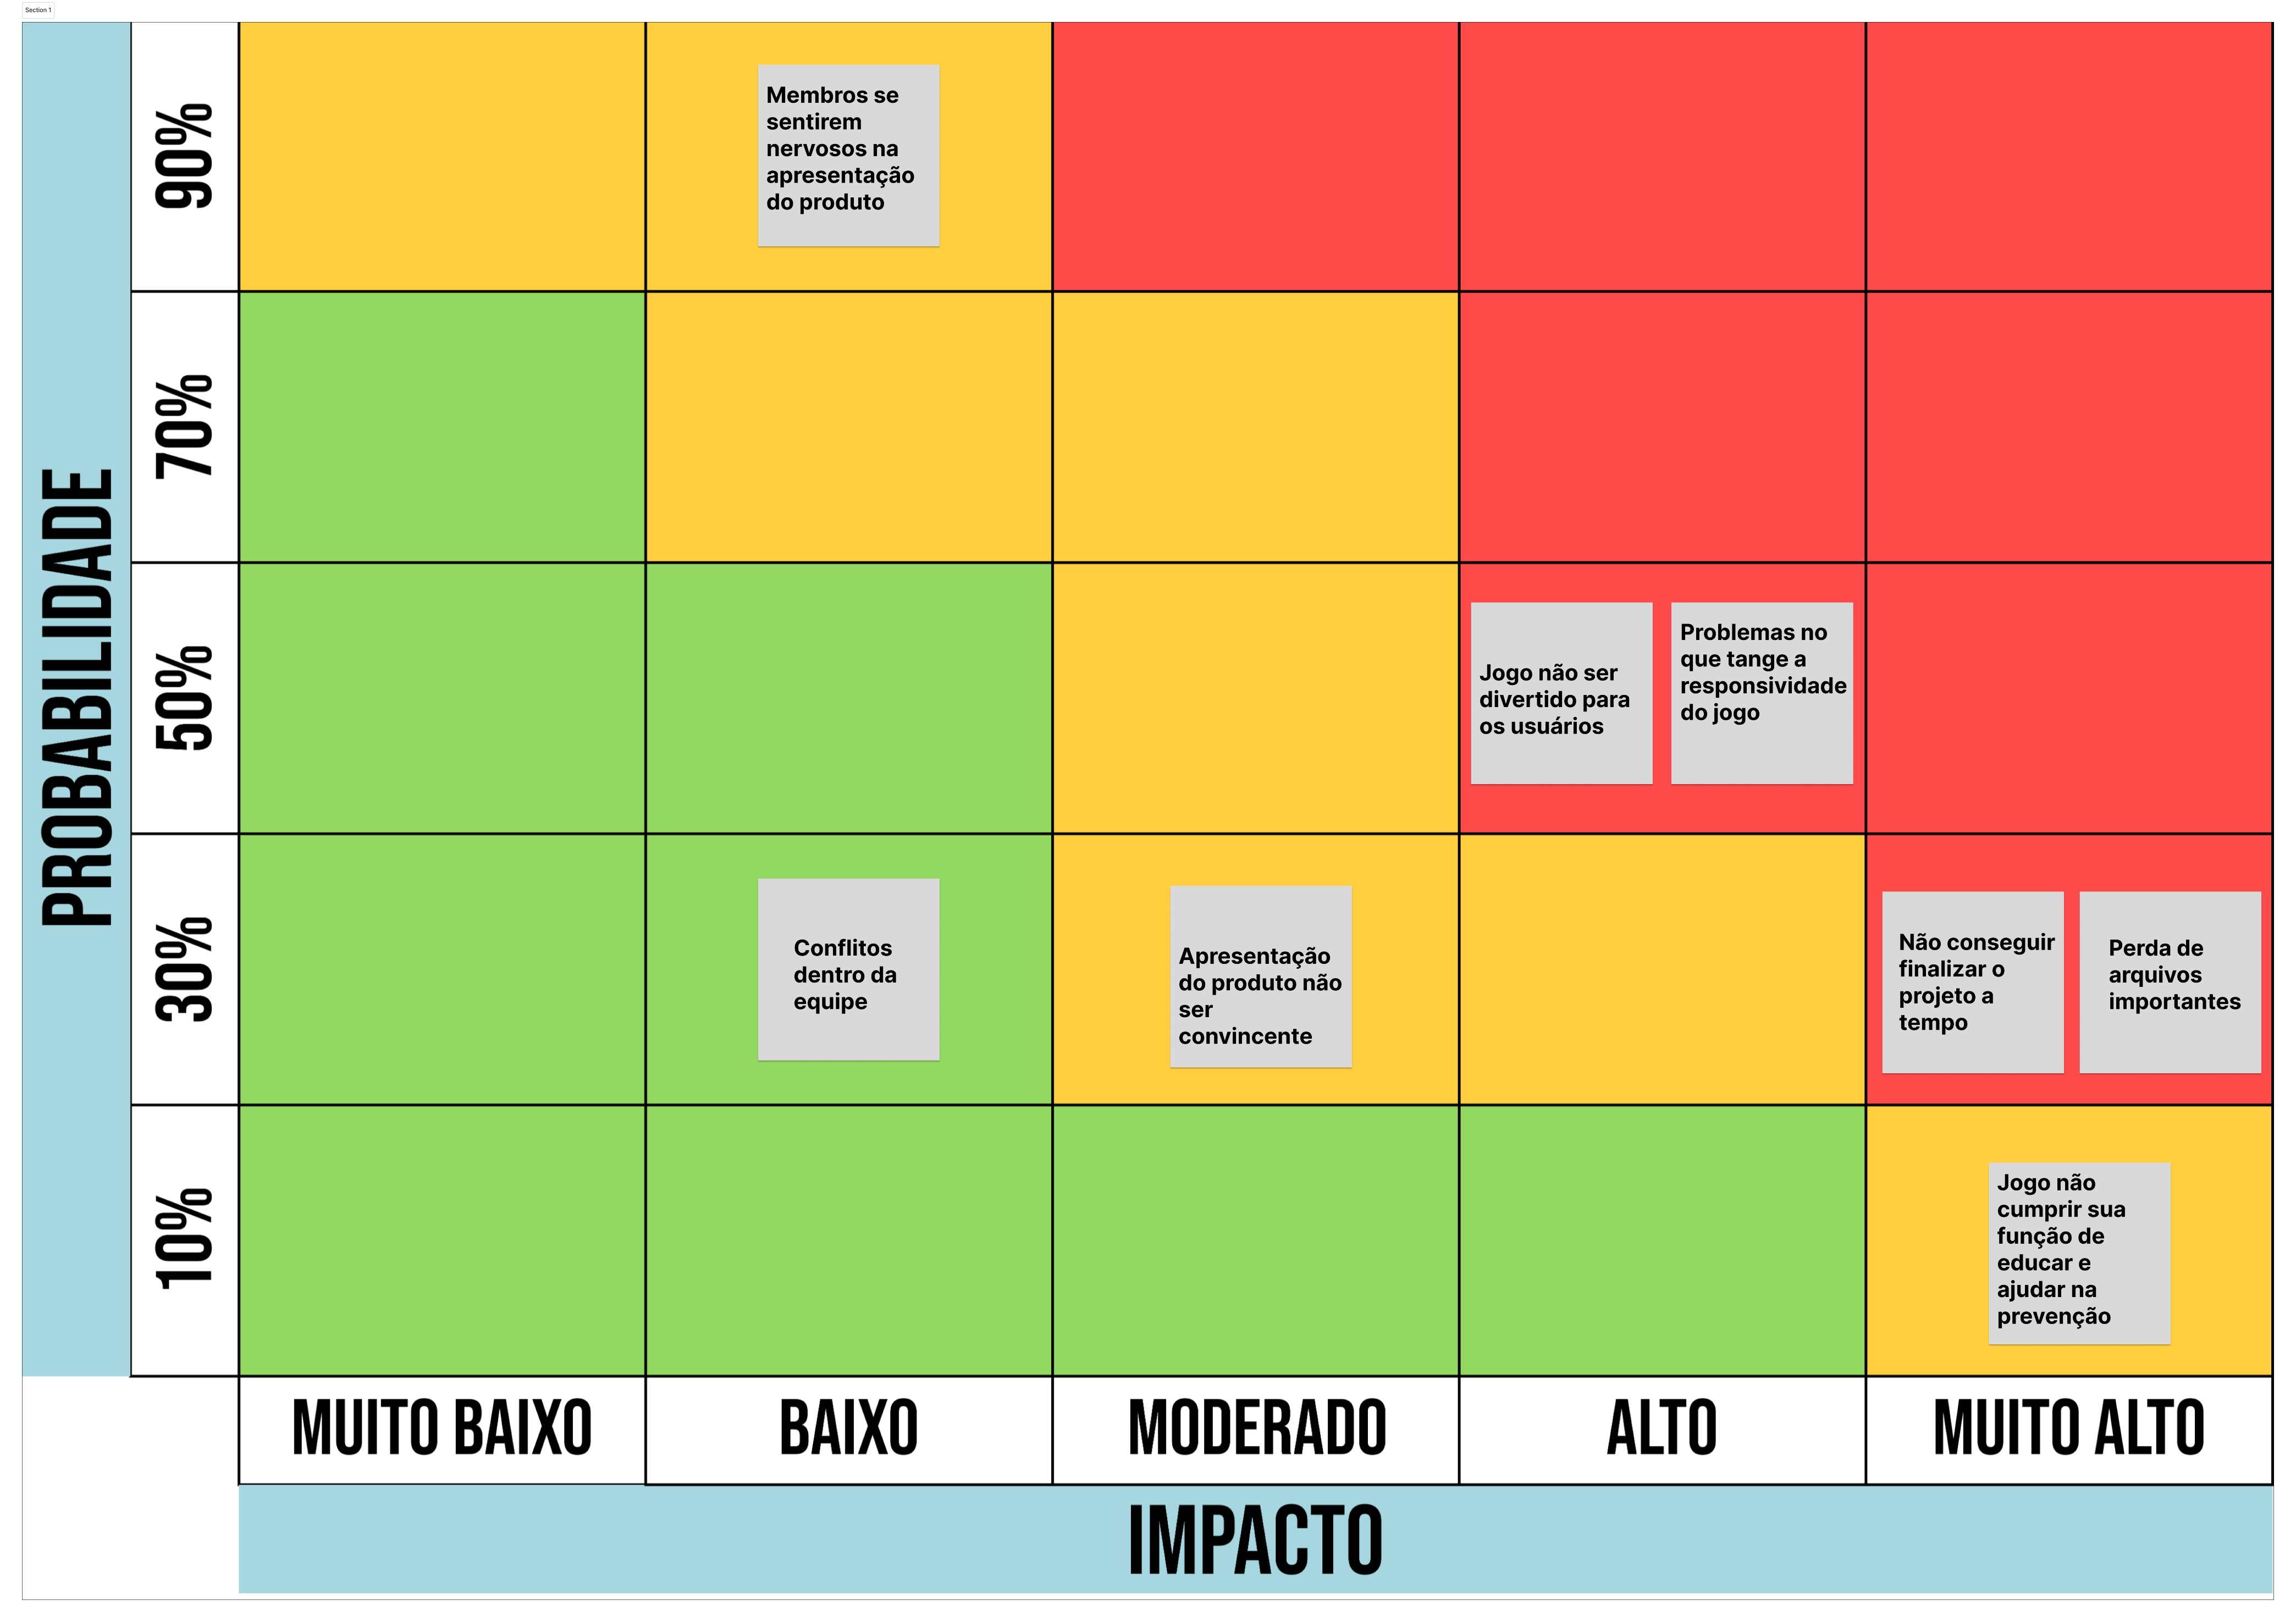 Section 1
PROBABILIDADE
90%
Membros se
sentirem
nervosos na
apresentação
do produto
70%
50%
Jogo não ser
divertido para
os usuários
Problemas no
que tange a
responsividade
do jogo
30%
Conflitos
dentro da
equipe
Apresentação
do produto não
ser
convincente
Não conseguir
finalizar o
projeto a
tempo
Perda de
arquivos
importantes
10%
Jogo não
cumprir sua
função de
educar e
ajudar na
prevenção
MUITO BAIXO
BAIXO
MODERADO
ALTO
MUITO ALTO
IMPACTO